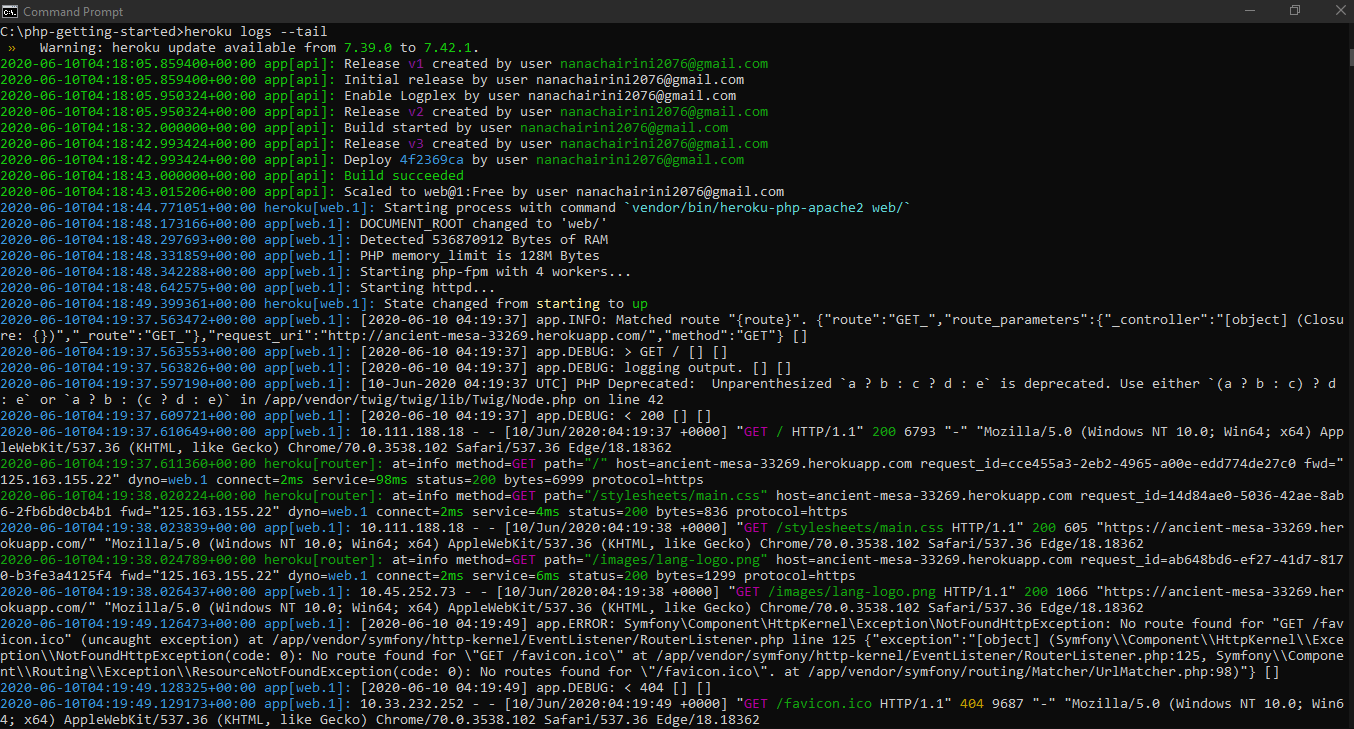 Command Prompt
C:\php-getting-started>heroku logs --tail
 »   Warning: heroku update available from 7.39.0 to 7.42.1.
2020-06-10T04:18:05.859400+00:00 app[api]: Release v1 created by user nanachairini2076@gmail.com
2020-06-10T04:18:05.859400+00:00 app[api]: Initial release by user nanachairini2076@gmail.com
2020-06-10T04:18:05.950324+00:00 app[api]: Enable Logplex by user nanachairini2076@gmail.com
2020-06-10T04:18:05.950324+00:00 app[api]: Release v2 created by user nanachairini2076@gmail.com
2020-06-10T04:18:32.000000+00:00 app[api]: Build started by user nanachairini2076@gmail.com
2020-06-10T04:18:42.993424+00:00 app[api]: Release v3 created by user nanachairini2076@gmail.com
2020-06-10T04:18:42.993424+00:00 app[api]: Deploy 4f2369ca by user nanachairini2076@gmail.com
2020-06-10T04:18:43.000000+00:00 app[api]: Build succeeded
2020-06-10T04:18:43.015206+00:00 app[api]: Scaled to web@1:Free by user nanachairini2076@gmail.com
2020-06-10T04:18:44.771051+00:00 heroku[web.1]: Starting process with command `vendor/bin/heroku-php-apache2 web/`
2020-06-10T04:18:48.173166+00:00 app[web.1]: DOCUMENT_ROOT changed to 'web/'
2020-06-10T04:18:48.297693+00:00 app[web.1]: Detected 536870912 Bytes of RAM
2020-06-10T04:18:48.331859+00:00 app[web.1]: PHP memory_limit is 128M Bytes
2020-06-10T04:18:48.342288+00:00 app[web.1]: Starting php-fpm with 4 workers...
2020-06-10T04:18:48.642575+00:00 app[web.1]: Starting httpd...
2020-06-10T04:18:49.399361+00:00 heroku[web.1]: State changed from starting to up
2020-06-10T04:19:37.563472+00:00 app[web.1]: [2020-06-10 04:19:37] app.INFO: Matched route "{route}". {"route":"GET_","route_parameters":{"_controller":"[object] (Closu
re: {})","_route":"GET_"},"request_uri":"http://ancient-mesa-33269.herokuapp.com/","method":"GET"} []
2020-06-10T04:19:37.563553+00:00 app[web.1]: [2020-06-10 04:19:37] app.DEBUG: > GET / [] []
2020-06-10T04:19:37.563826+00:00 app[web.1]: [2020-06-10 04:19:37] app.DEBUG: logging output. [] []
2020-06-10T04:19:37.597190+00:00 app[web.1]: [10-Jun-2020 04:19:37 UTC] PHP Deprecated:  Unparenthesized `a ? b : c ? d : e` is deprecated. Use either `(a ? b : c) ? d
: e` or `a ? b : (c ? d : e)` in /app/vendor/twig/twig/lib/Twig/Node.php on line 42
2020-06-10T04:19:37.609721+00:00 app[web.1]: [2020-06-10 04:19:37] app.DEBUG: < 200 [] []
2020-06-10T04:19:37.610649+00:00 app[web.1]: 10.111.188.18 - - [10/Jun/2020:04:19:37 +0000] "GET / HTTP/1.1" 200 6793 "-" "Mozilla/5.0 (Windows NT 10.0; Win64; x64) App
leWebKit/537.36 (KHTML, like Gecko) Chrome/70.0.3538.102 Safari/537.36 Edge/18.18362
2020-06-10T04:19:37.611360+00:00 heroku[router]: at=info method=GET path="/" host=ancient-mesa-33269.herokuapp.com request_id=cce455a3-2eb2-4965-a00e-edd774de27c0 fwd="
125.163.155.22" dyno=web.1 connect=2ms service=98ms status=200 bytes=6999 protocol=https
2020-06-10T04:19:38.020224+00:00 heroku[router]: at=info method=GET path="/stylesheets/main.css" host=ancient-mesa-33269.herokuapp.com request_id=14d84ae0-5036-42ae-8ab
6-2fb6bd0cb4b1 fwd="125.163.155.22" dyno=web.1 connect=2ms service=4ms status=200 bytes=836 protocol=https
2020-06-10T04:19:38.023839+00:00 app[web.1]: 10.111.188.18 - - [10/Jun/2020:04:19:38 +0000] "GET /stylesheets/main.css HTTP/1.1" 200 605 "https://ancient-mesa-33269.her
okuapp.com/" "Mozilla/5.0 (Windows NT 10.0; Win64; x64) AppleWebKit/537.36 (KHTML, like Gecko) Chrome/70.0.3538.102 Safari/537.36 Edge/18.18362
2020-06-10T04:19:38.024789+00:00 heroku[router]: at=info method=GET path="/images/lang-logo.png" host=ancient-mesa-33269.herokuapp.com request_id=ab648bd6-ef27-41d7-817
0-b3fe3a4125f4 fwd="125.163.155.22" dyno=web.1 connect=2ms service=6ms status=200 bytes=1299 protocol=https
2020-06-10T04:19:38.026437+00:00 app[web.1]: 10.45.252.73 - - [10/Jun/2020:04:19:38 +0000] "GET /images/lang-logo.png HTTP/1.1" 200 1066 "https://ancient-mesa-33269.her
okuapp.com/" "Mozilla/5.0 (Windows NT 10.0; Win64; x64) AppleWebKit/537.36 (KHTML, like Gecko) Chrome/70.0.3538.102 Safari/537.36 Edge/18.18362
2020-06-10T04:19:49.126473+00:00 app[web.1]: [2020-06-10 04:19:49] app.ERROR: Symfony\Component\HttpKernel\Exception\NotFoundHttpException: No route found for "GET /fav
icon.ico" (uncaught exception) at /app/vendor/symfony/http-kernel/EventListener/RouterListener.php line 125 {"exception":"[object] (Symfony\\Component\\HttpKernel\\Exce
ption\\NotFoundHttpException(code: 0): No route found for \"GET /favicon.ico\" at /app/vendor/symfony/http-kernel/EventListener/RouterListener.php:125, Symfony\\Compone
nt\\Routing\\Exception\\ResourceNotFoundException(code: 0): No routes found for \"/favicon.ico\". at /app/vendor/symfony/routing/Matcher/UrlMatcher.php:98)"} []
2020-06-10T04:19:49.128325+00:00 app[web.1]: [2020-06-10 04:19:49] app.DEBUG: < 404 [] []
2020-06-10T04:19:49.129173+00:00 app[web.1]: 10.33.232.252 - - [10/Jun/2020:04:19:49 +0000] "GET /favicon.ico HTTP/1.1" 404 9687 "-" "Mozilla/5.0 (Windows NT 10.0; Win6
4; x64) AppleWebKit/537.36 (KHTML, like Gecko) Chrome/70.0.3538.102 Safari/537.36 Edge/18.18362